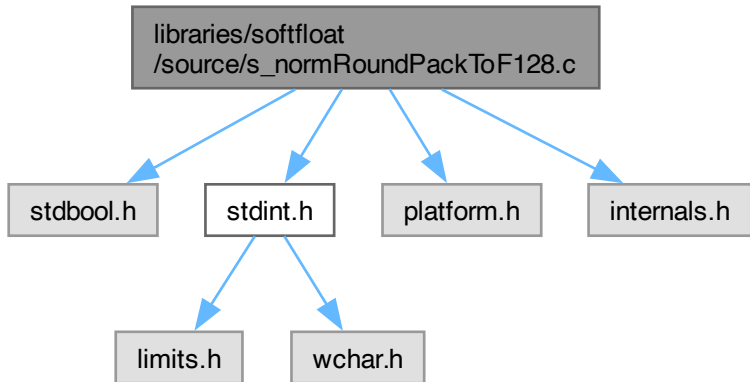 libraries/softfloat
/source/s_normRoundPackToF128.c
stdbool.h
stdint.h
platform.h
internals.h
limits.h
wchar.h